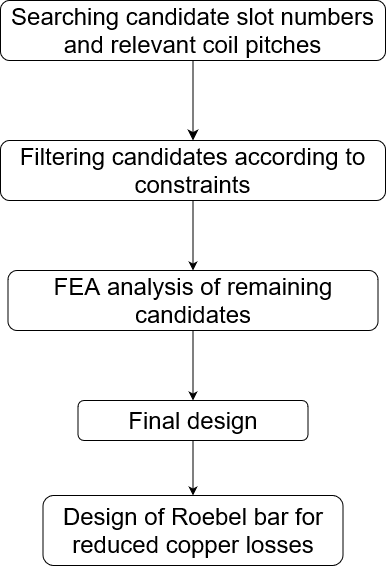 Searching candidate slot numbers
and relevant coil pitches
Filtering candidates according to
constraints
FEA analysis of remaining
candidates
Final design
Design of Roebel bar for
reduced copper losses